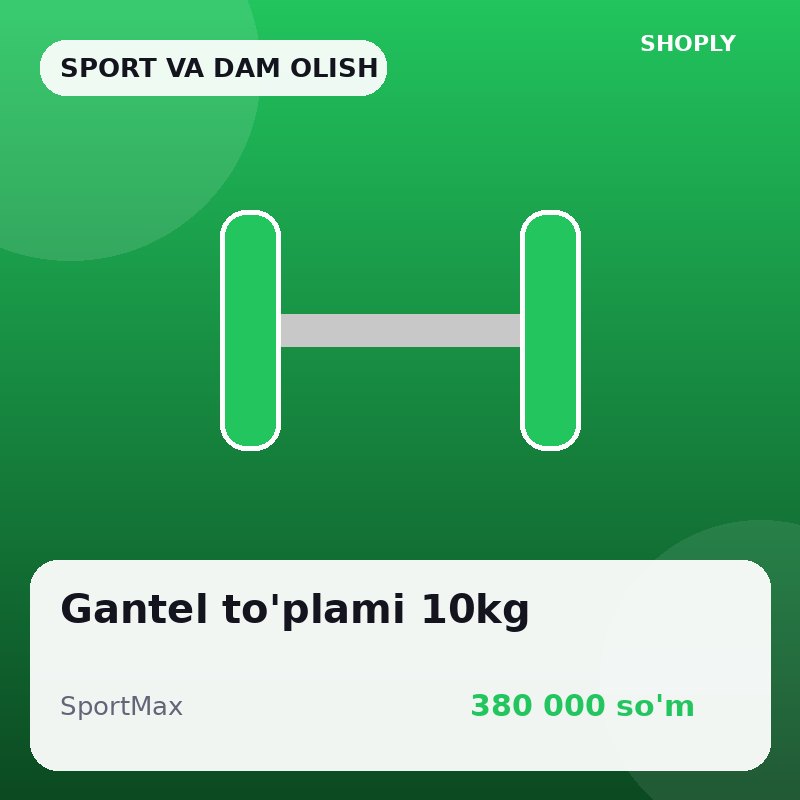 SPORT VA DAM OLISH
SHOPLY
Gantel to'plami 10kg
SportMax
380 000 so'm